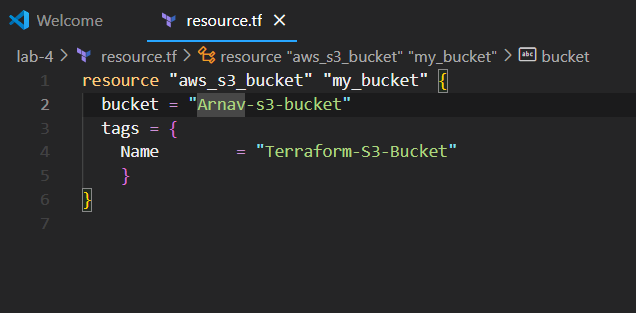 Welcome resource.tf
lab-4 > resource.tf > resource "aws_s3_bucket" "my_bucket" > abc bucket
1 resource "aws_s3_bucket" "my_bucket" {
2 bucket = "Arnav-s3-bucket"
3 tags = {
4 Name        = "Terraform-S3-Bucket"
5 }
6 }
7